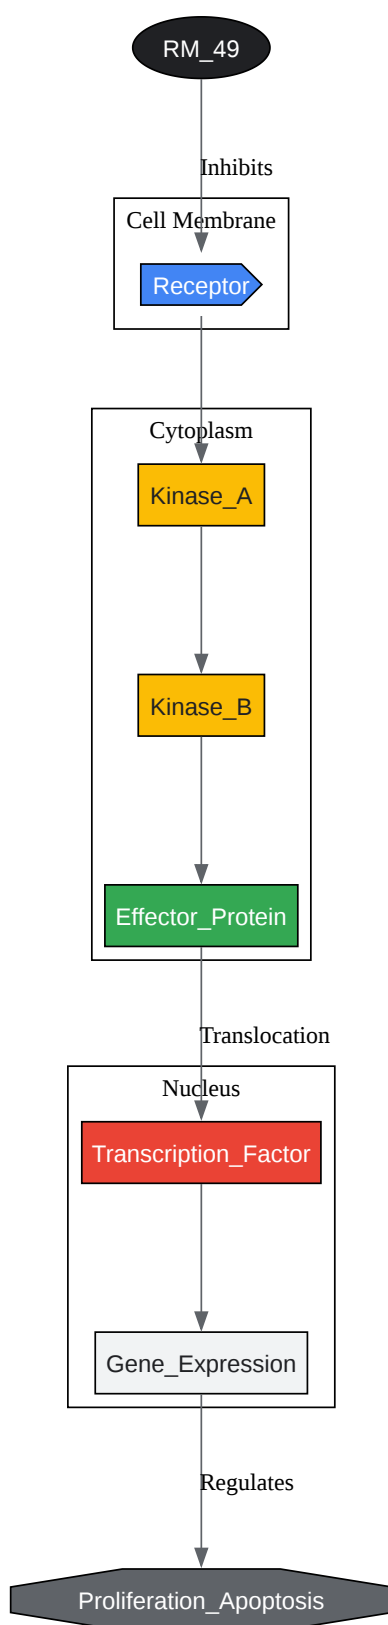 RM_49
Inhibits
Cell Membrane
Receptor
Cytoplasm
Kinase_A
Kinase_B
Effector_Protein
Translocation
Nucleus
Transcription_Factor
Gene_Expression
Regulates
Proliferation_Apoptosis